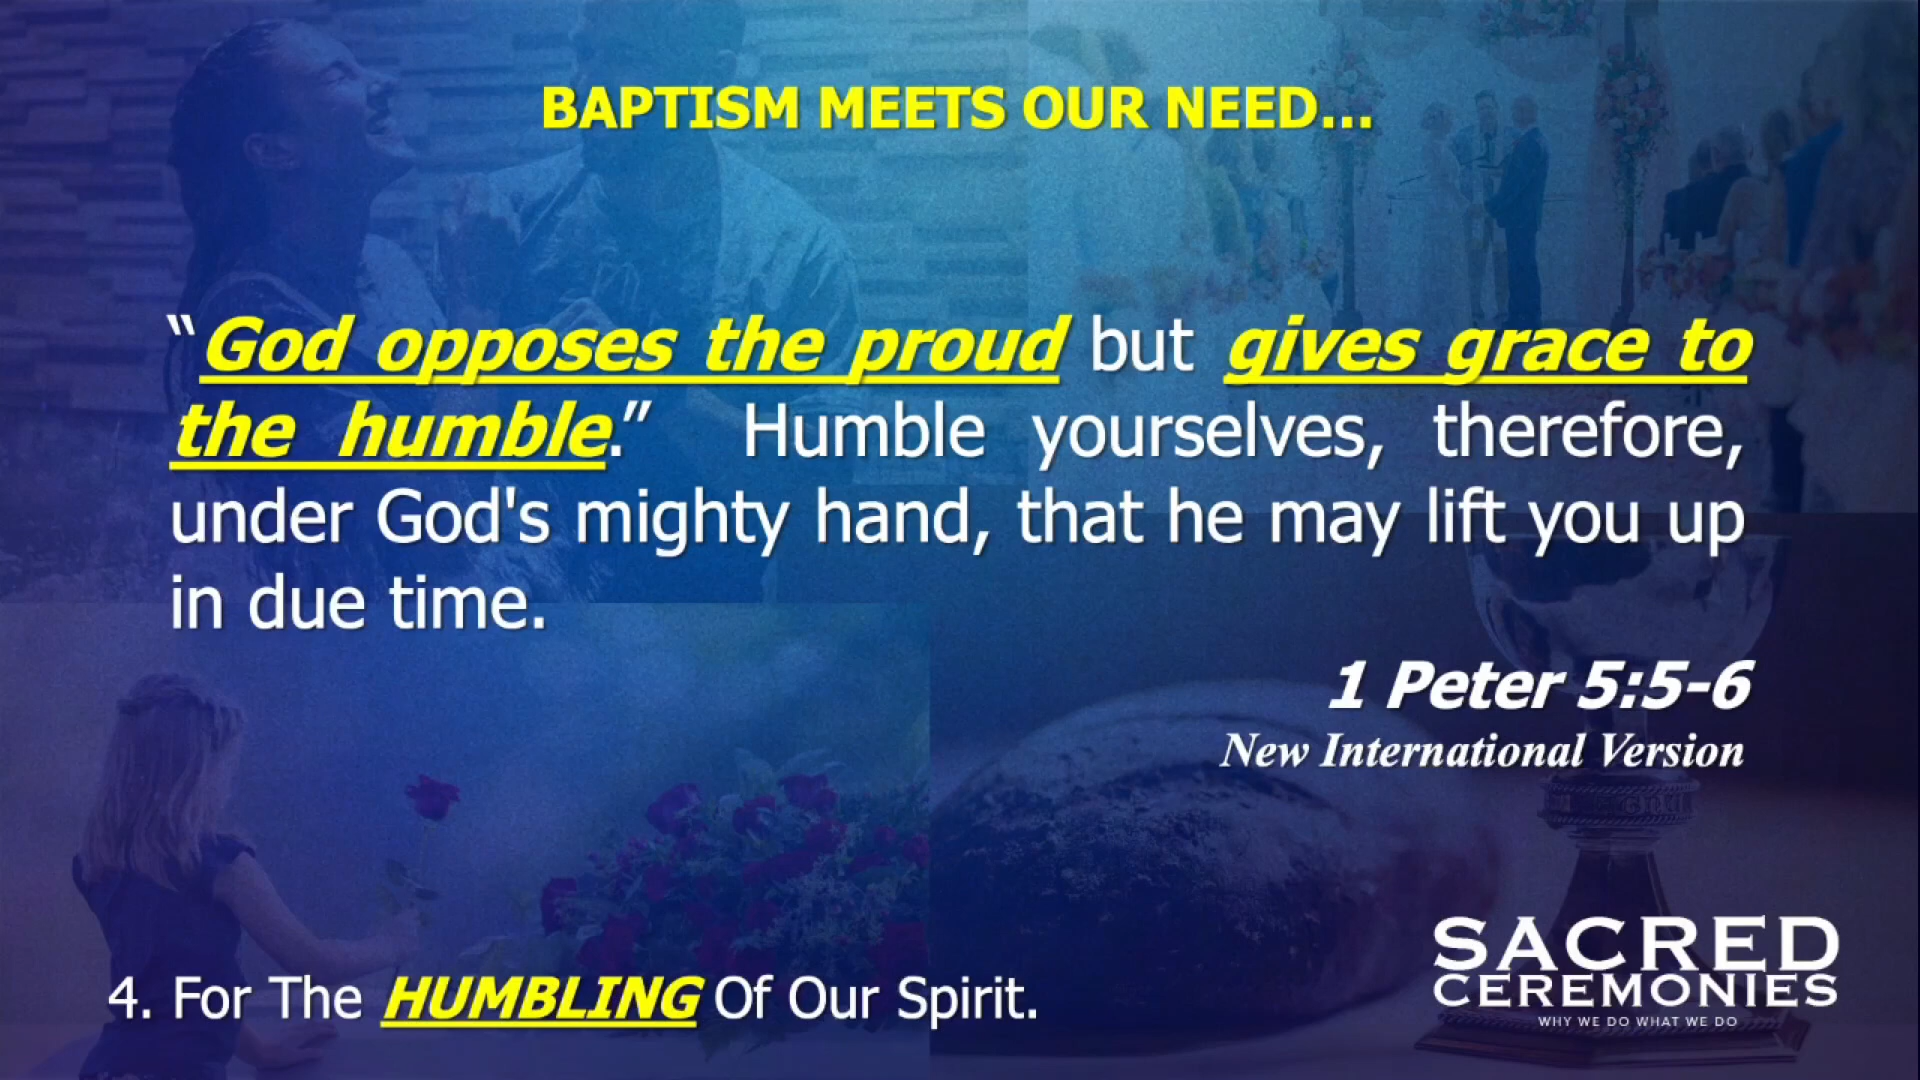 BAPTISM MEETS OUR NEED...
“God opposes the proud but gives grace to
the humble.” Humble yourselves, therefore,
under God's mighty hand, that he may lift you up
in due time.
1 Peter 5:5-6
New International Version
4. For The HUMBLING Of Our Spirit.
SACRED
CEREMONIES
WHY WE DO WHAT WE DO